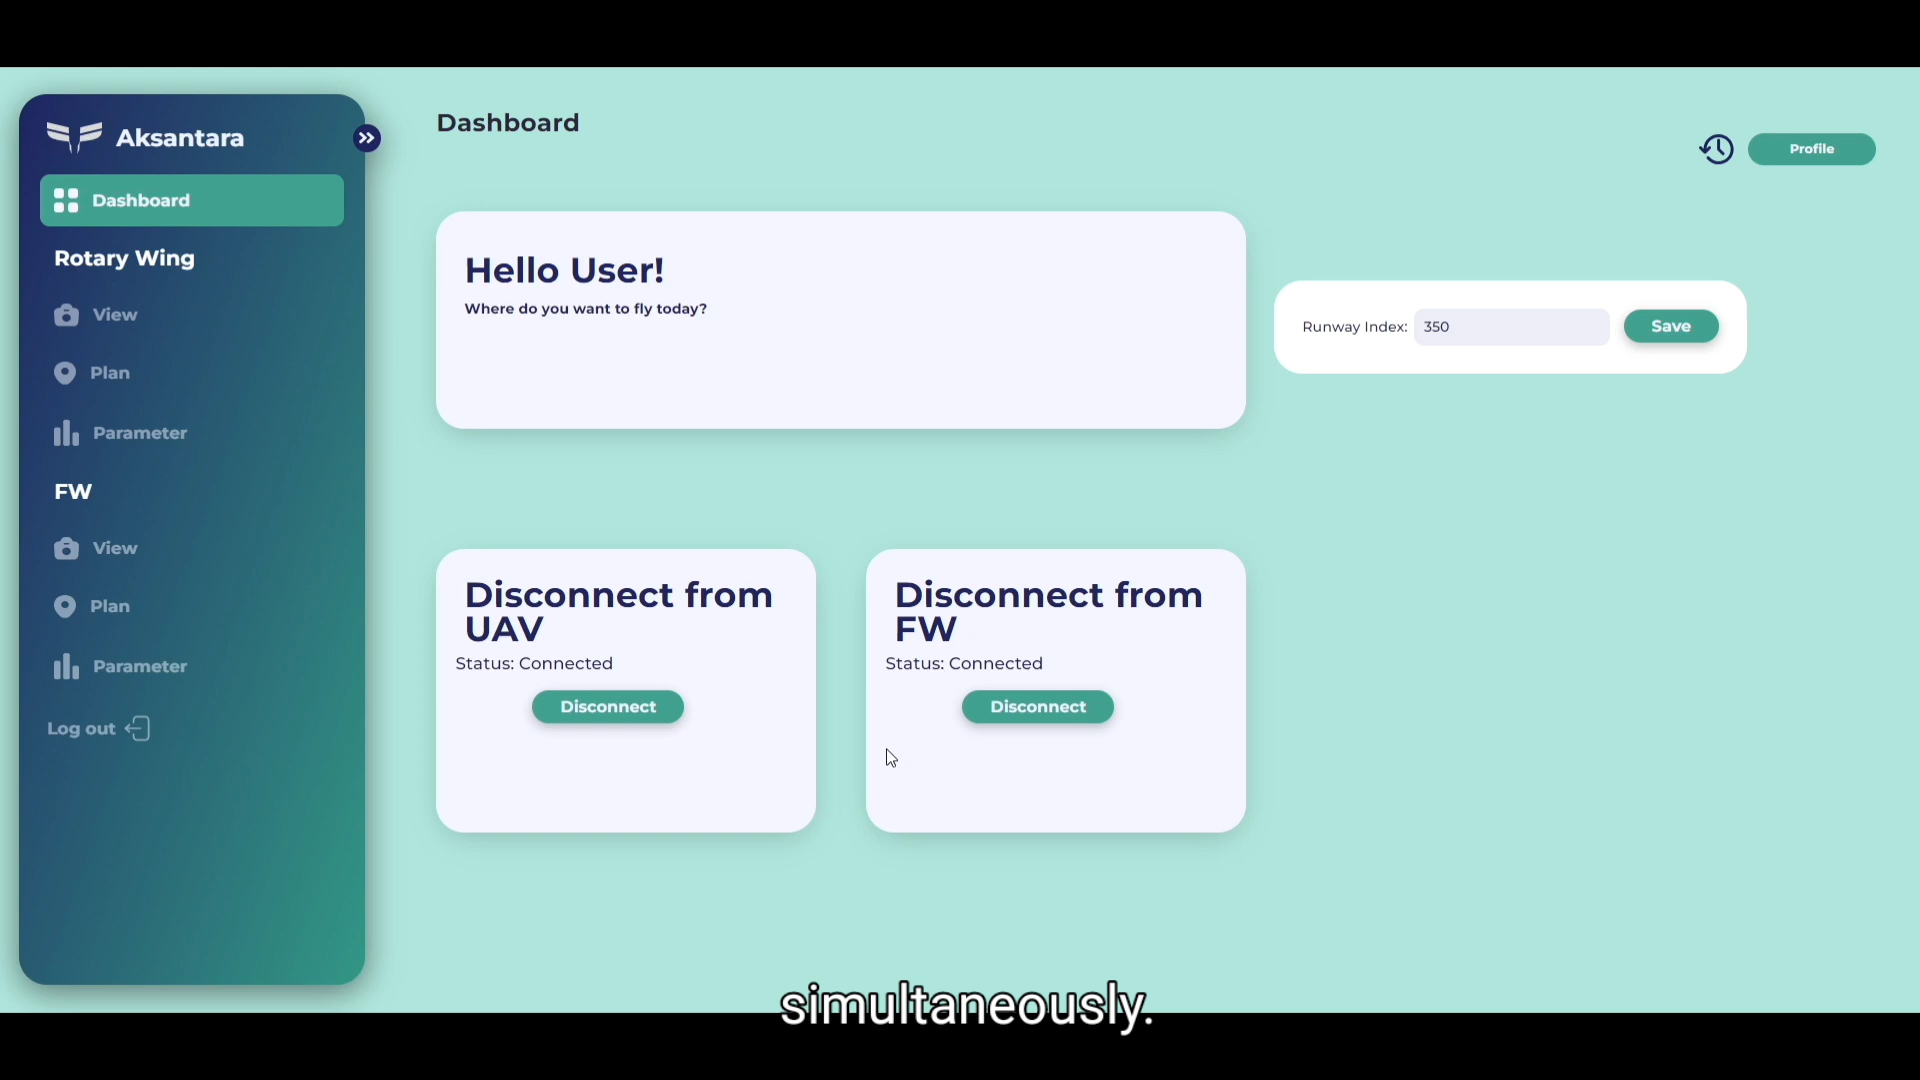 Aksantara
Dashboard
Rotary Wing
View
Plan
Parameter
FW
View
Plan
Parameter
Log out
Dashboard
Profile
Hello User!
Where do you want to fly today?
Runway Index: 350 Save
Disconnect from
UAV
Status: Connected
Disconnect
Disconnect from
FW
Status: Connected
Disconnect
simultaneously.